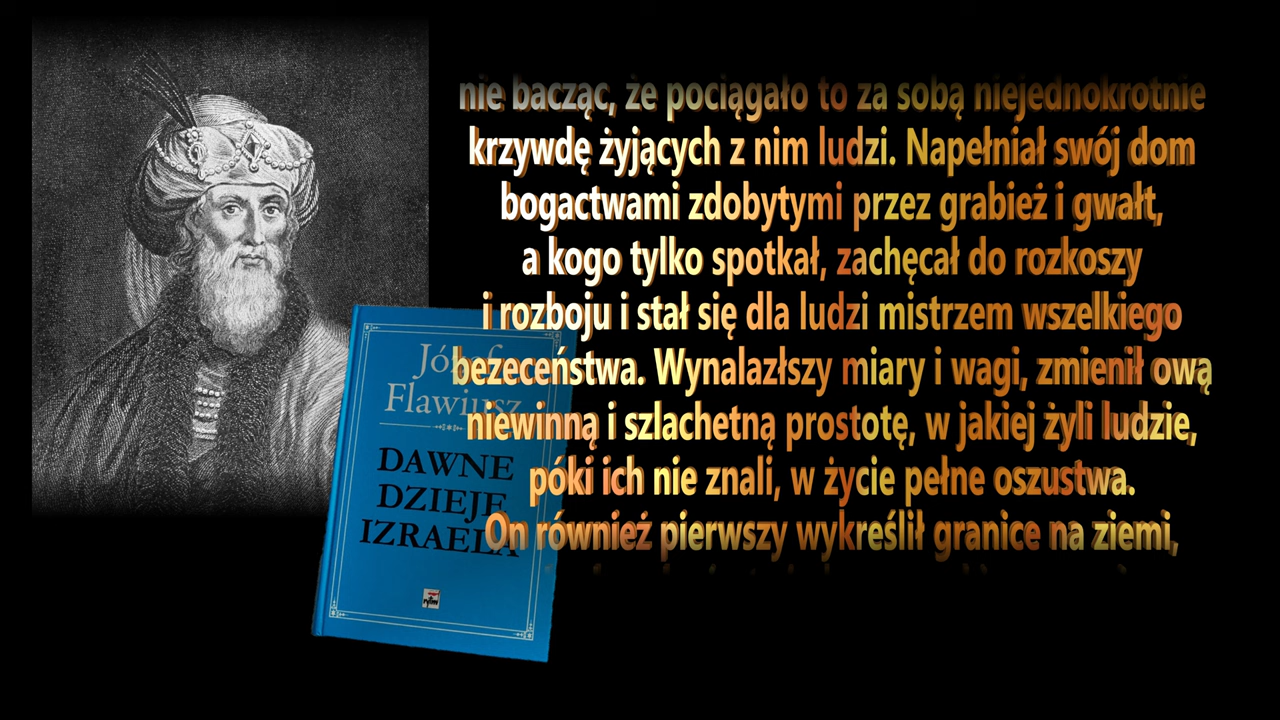 nie bacząc, że pociągało to za sobą niejednokrotnie
krzywdę żyjących z nim ludzi. Napełniał swój dom
bogactwami zdobytymi przez grabież i gwałt,
a kogo tylko spotkał, zachęcał do rozkoszy
i rozboju i stał się dla ludzi mistrzem wszelkiego
bezeceństwa. Wynalazłszy miary i wagi, zmienił ową
niewinną i szlachetną prostotę, w jakiej żyli ludzie,
póki ich nie znali, w życie pełne oszustwa.
On również pierwszy wykreślił granice na ziemi,
Józef
Flawiusz
DAWNE
DZIEJE
IZRAELA